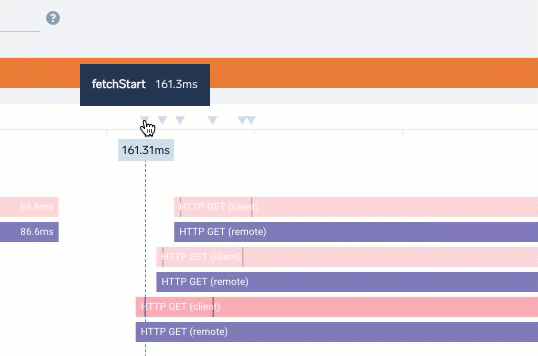 ?
fetchStart 161.3ms
161.31ms
86.6ms HTTP GET (client)
86.6ms HTTP GET (remote)
HTTP GET (client)
HTTP GET (remote)
HTTP GET (client)
HTTP GET (remote)